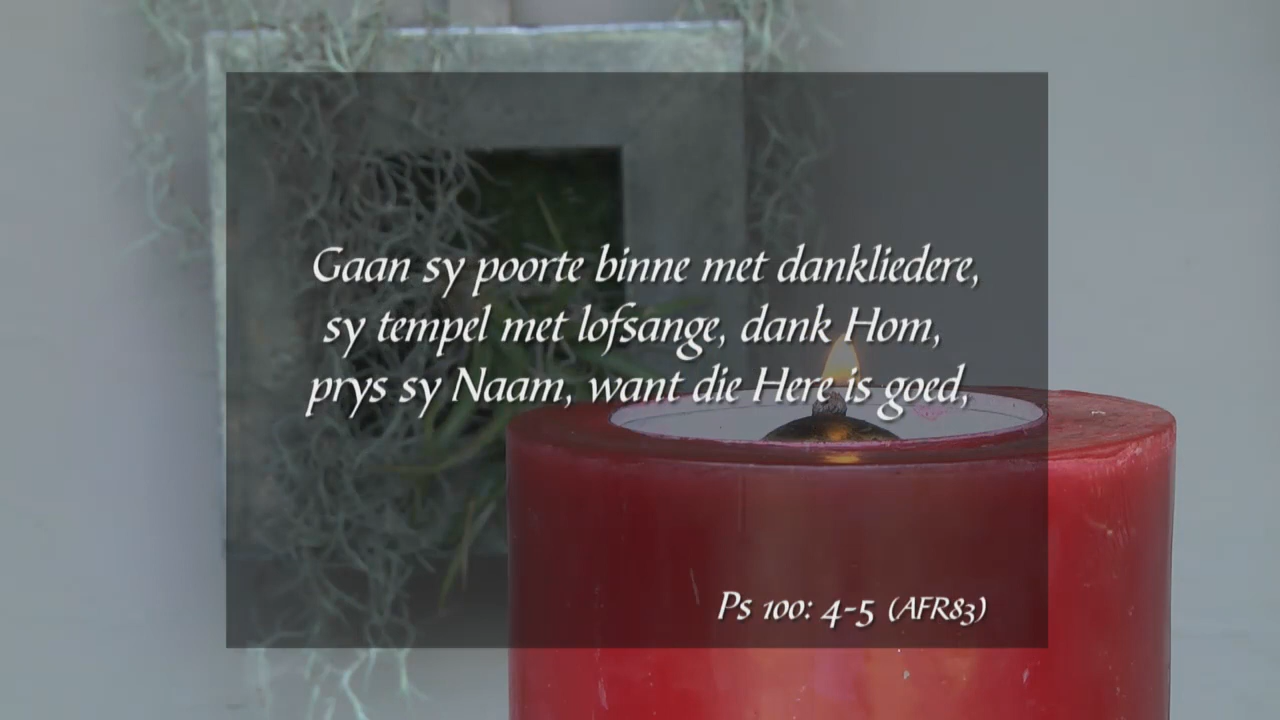 Gaan sy poorte binne met dankliedere,
sy tempel met lofsange, dank Hom,
prys sy Naam, want die Here is goed,
Ps 100: 4-5 (AFR83)